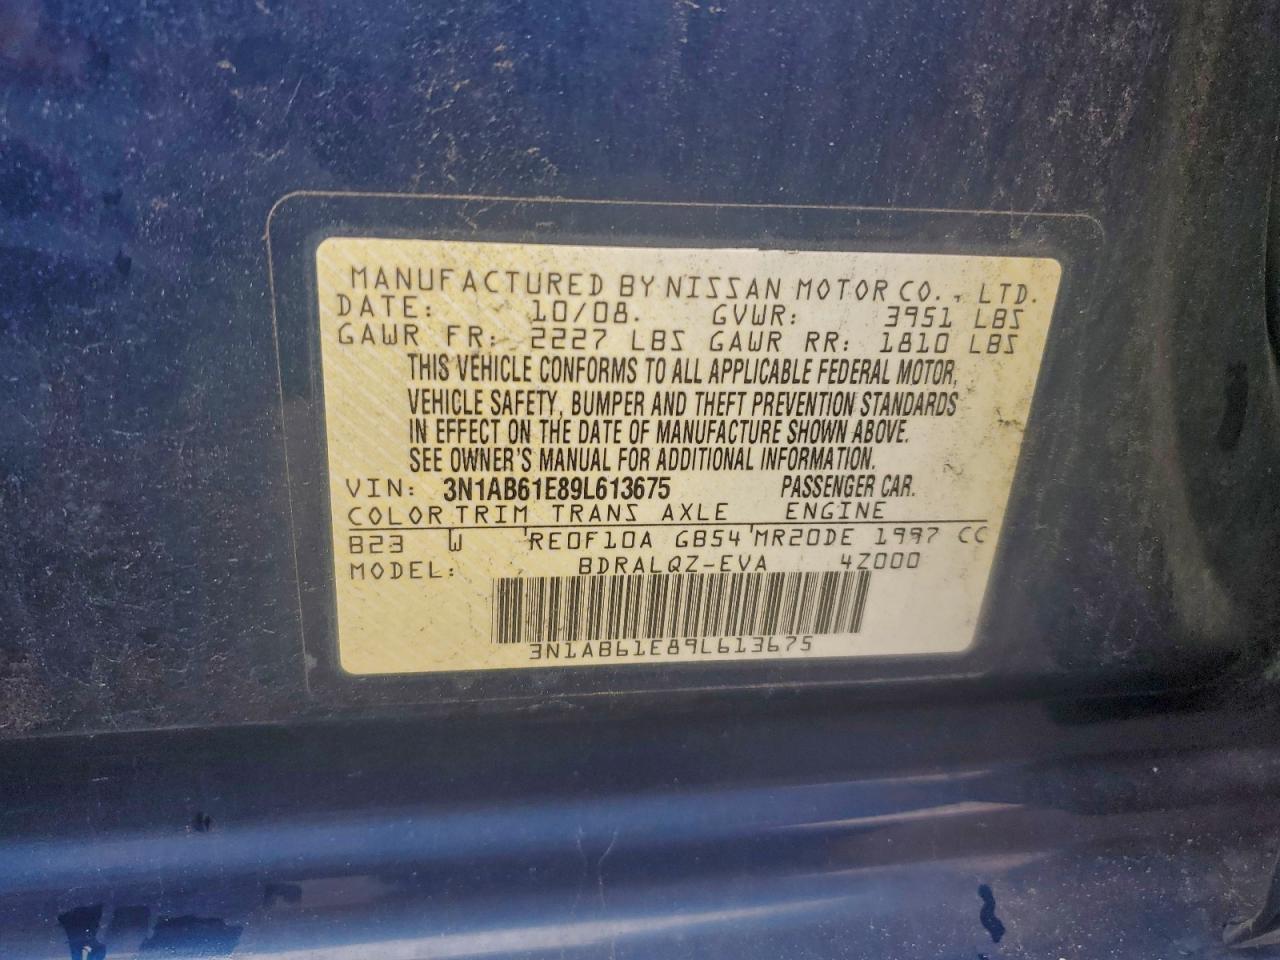 MANUFACTURED BY NISSAN MOTOR CO., LTD.
DATE: 10/08. GVWR: 3951 LBS
GAWR FR: 2227 LBS GAWR RR: 1810 LBS
THIS VEHICLE CONFORMS TO ALL APPLICABLE FEDERAL MOTOR,
VEHICLE SAFETY, BUMPER AND THEFT PREVENTION STANDARDS
IN EFFECT ON THE DATE OF MANUFACTURE SHOWN ABOVE.
SEE OWNER'S MANUAL FOR ADDITIONAL INFORMATION.
VIN: 3N1AB61E89L613675 PASSENGER CAR.
COLOR TRIM TRANS AXLE ENGINE
B23 W RE0F10A GB54 MR20DE 1997 CC
MODEL: BDRALQZ-EVA 4Z000
3N1AB61E89L613675